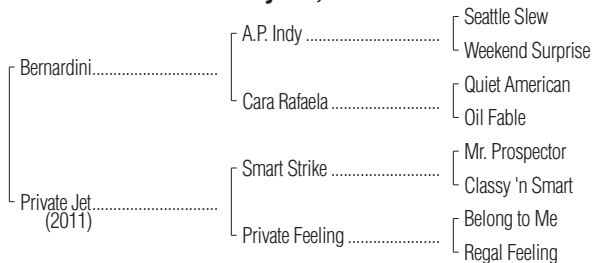 Seattle Slew
A.P. Indy ..............................
Weekend Surprise
Bernardini............................
Quiet American
Cara Rafaela ........................
Oil Fable
Mr. Prospector
Smart Strike ........................
Classy 'n Smart
Private Jet............................
(2011)
Belong to Me
Private Feeling ....................
Regal Feeling